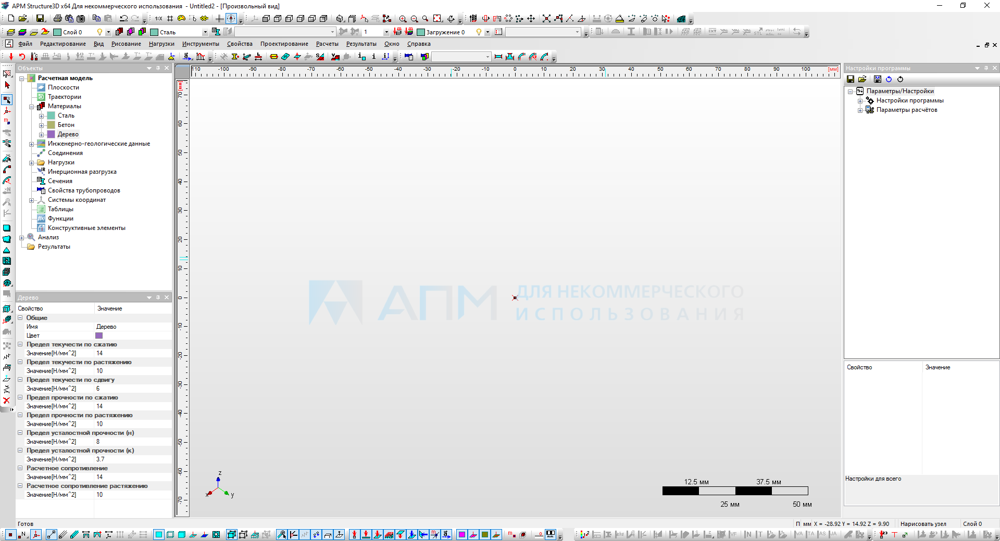 APM Structure3D x64 Для некоммерческого использования - Untitled2 - [Произвольный вид]
1:X
Слой 0
Сталь
1
Загружение 0
Файл Редактирование Вид Рисование Нагрузки Инструменты Свойства Проектирование Расчеты Результаты Окно Справка
Объекты
Расчетная модель
Плоскости
Траектории
Материалы
Сталь
Бетон
Дерево
Инженерно-геологические данные
Соединения
Нагрузки
Инерционная разгрузка
Сечения
Свойства трубопроводов
Системы координат
Таблицы
Функции
Конструктивные элементы
Анализ
Результаты
Дерево
Свойство Значение
Общие
Имя Дерево
Цвет
Предел текучести по сжатию
Значение[Н/мм^2] 14
Предел текучести по растяжению
Значение[Н/мм^2] 10
Предел текучести по сдвигу
Значение[Н/мм^2] 6
Предел прочности по сжатию
Значение[Н/мм^2] 14
Предел прочности по растяжению
Значение[Н/мм^2] 10
Предел усталостной прочности (н)
Значение[Н/мм^2] 8
Предел усталостной прочности (к)
Значение[Н/мм^2] 3.7
Расчетное сопротивление
Значение[Н/мм^2] 14
Расчетное сопротивление растяжению
Значение[Н/мм^2] 10
110 -100 -90 -80 -70 -60 -50 -40 -30 -20 -10 0 10 20 30 40 50 60 70 80 90 100 [мм]
[мм]
70
60
50
40
30
20
10
0
-10
-20
-30
-40
-50
-60
-70
АПМ
ДЛЯ НЕКОММЕРЧЕСКОГО
ИСПОЛЬЗОВАНИЯ
z
x
y
12.5 мм 37.5 мм
25 мм 50 мм
Настройки программы
Параметры/Настройки
Настройки программы
Параметры расчётов
Свойство Значение
Настройки для всего
Готов
П мм X = -28.92 Y = 14.92 Z = 9.90 Нарисовать узел Слой 0